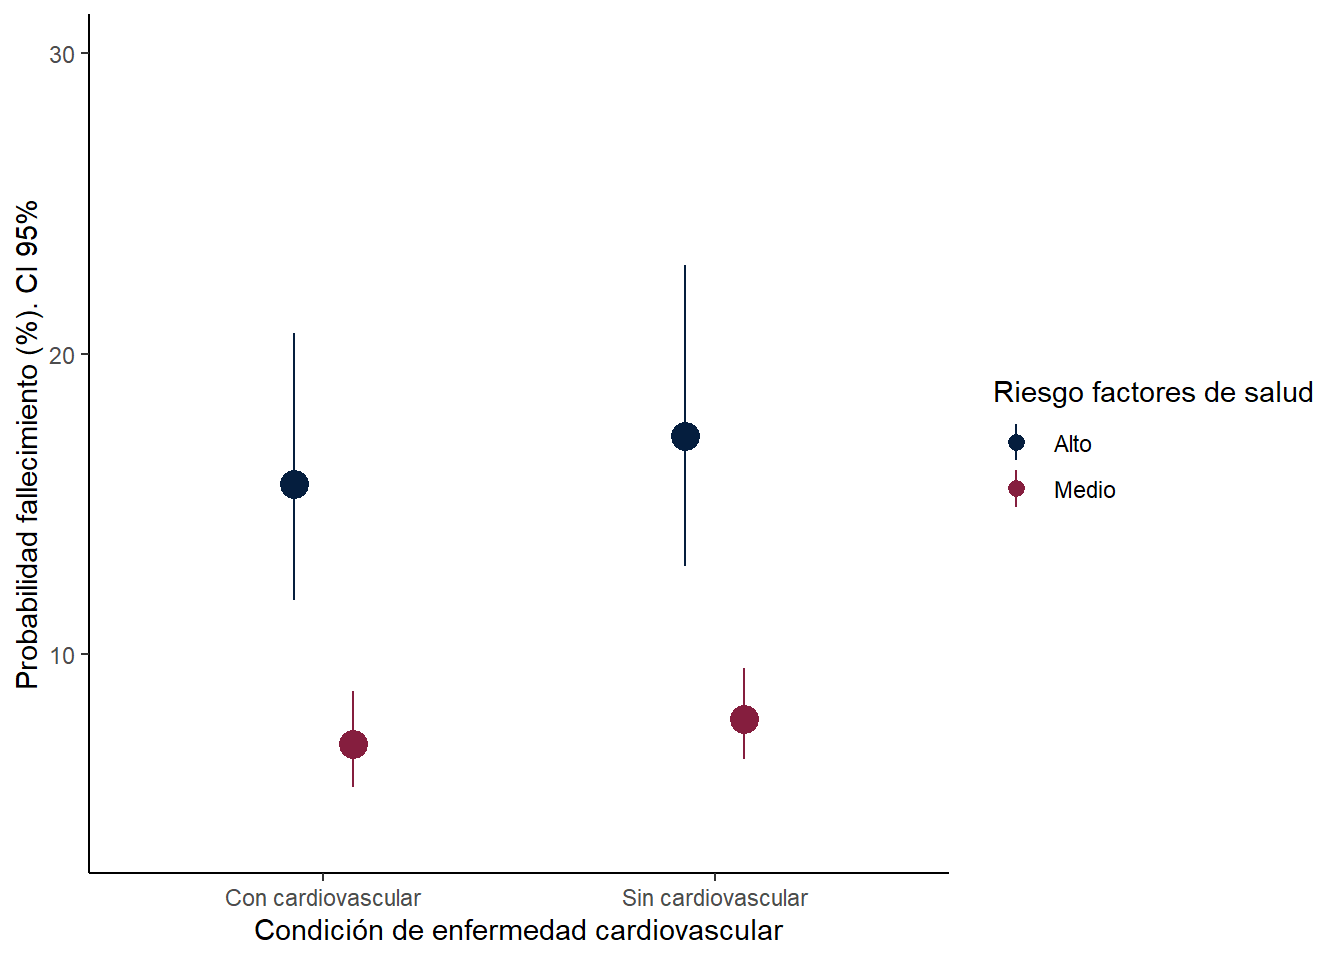 Probabilidad fallecimiento (%). CI 95%
30
20
10
Con cardiovascular
Sin cardiovascular
Condición de enfermedad cardiovascular
Riesgo factores de salud
Alto
Medio